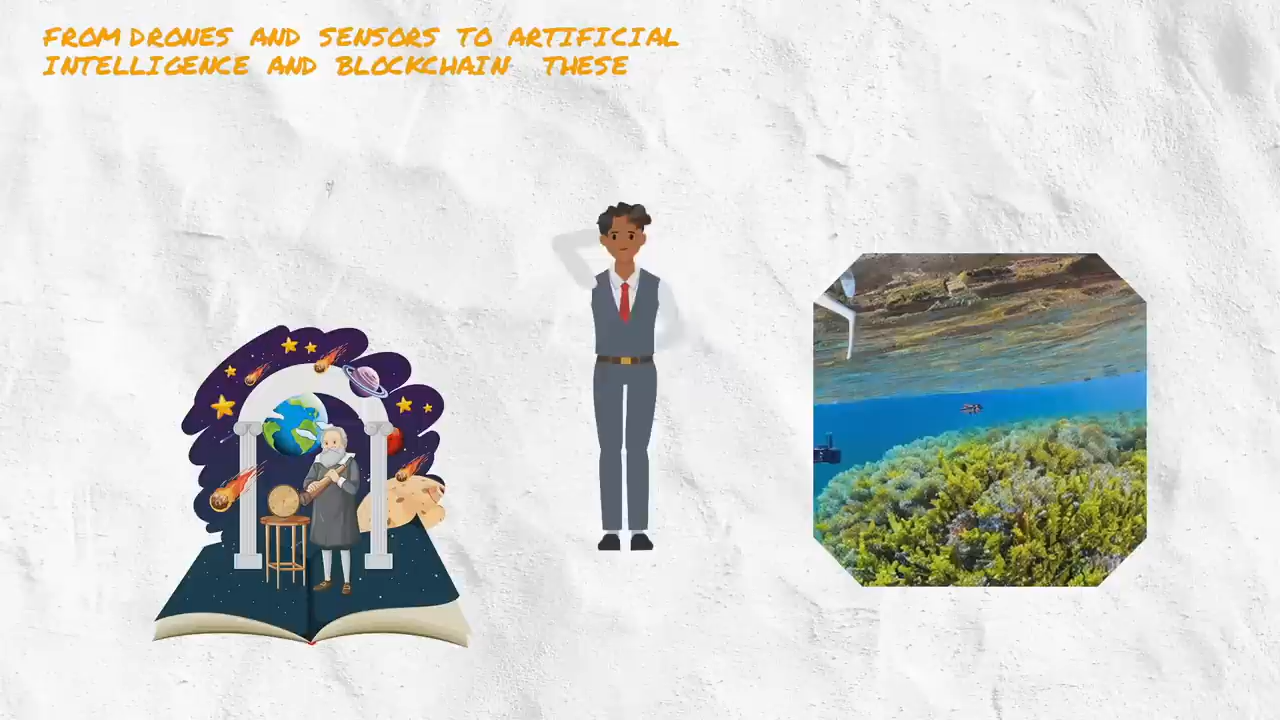 FROM DRONES AND SENSORS TO ARTIFICIAL
INTELLIGENCE AND BLOCKCHAIN THESE